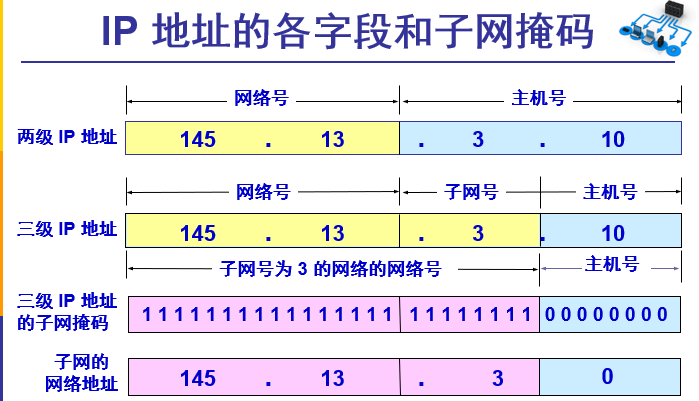 IP 地址的各字段和子网掩码
网络号 主机号
两级 IP 地址 145 . 13 . 3 . 10
网络号 子网号 主机号
三级 IP 地址 145 . 13 . 3 . 10
子网号为 3 的网络的网络号 主机号
三级 IP 地址
的子网掩码 1 1 1 1 1 1 1 1 1 1 1 1 1 1 1 1 1 1 1 1 1 1 1 1 0 0 0 0 0 0 0 0
子网的
网络地址 145 . 13 . 3 0